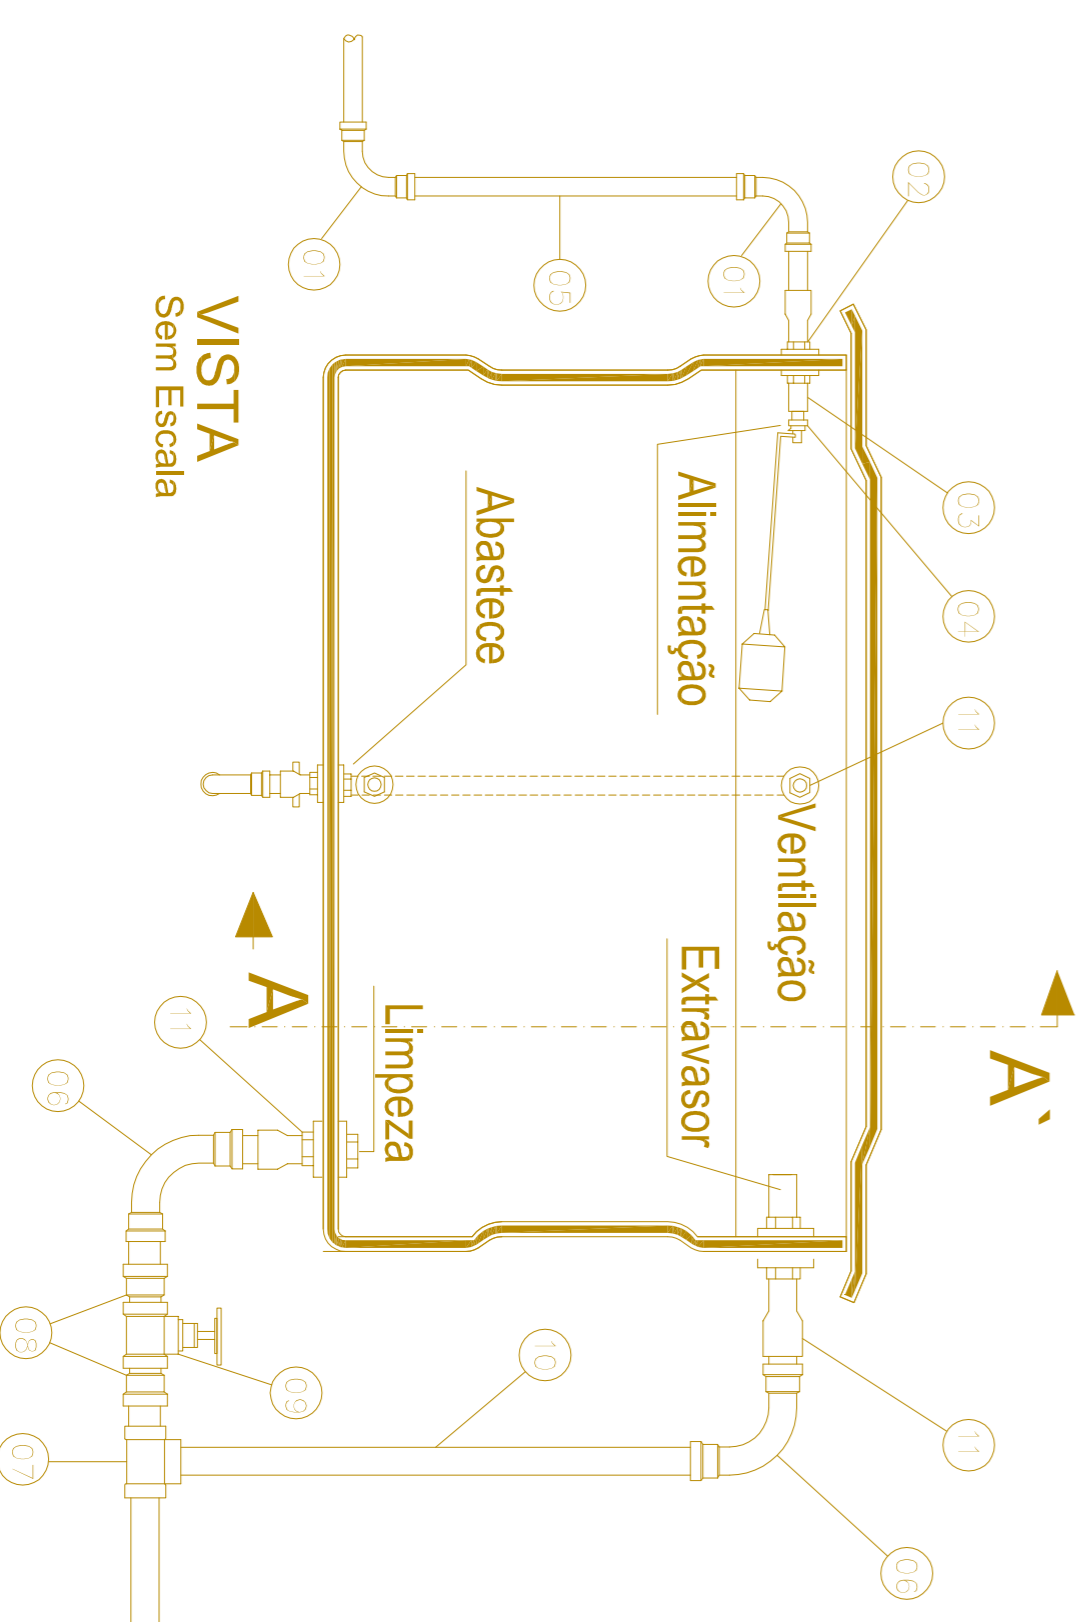 A`
03
04
11
11
02
06
Ventilação
01
Alimentação
Extravasor
05
10
Abastece
Limpeza
01
09
A
VISTA
Sem Escala
11
06
08
07